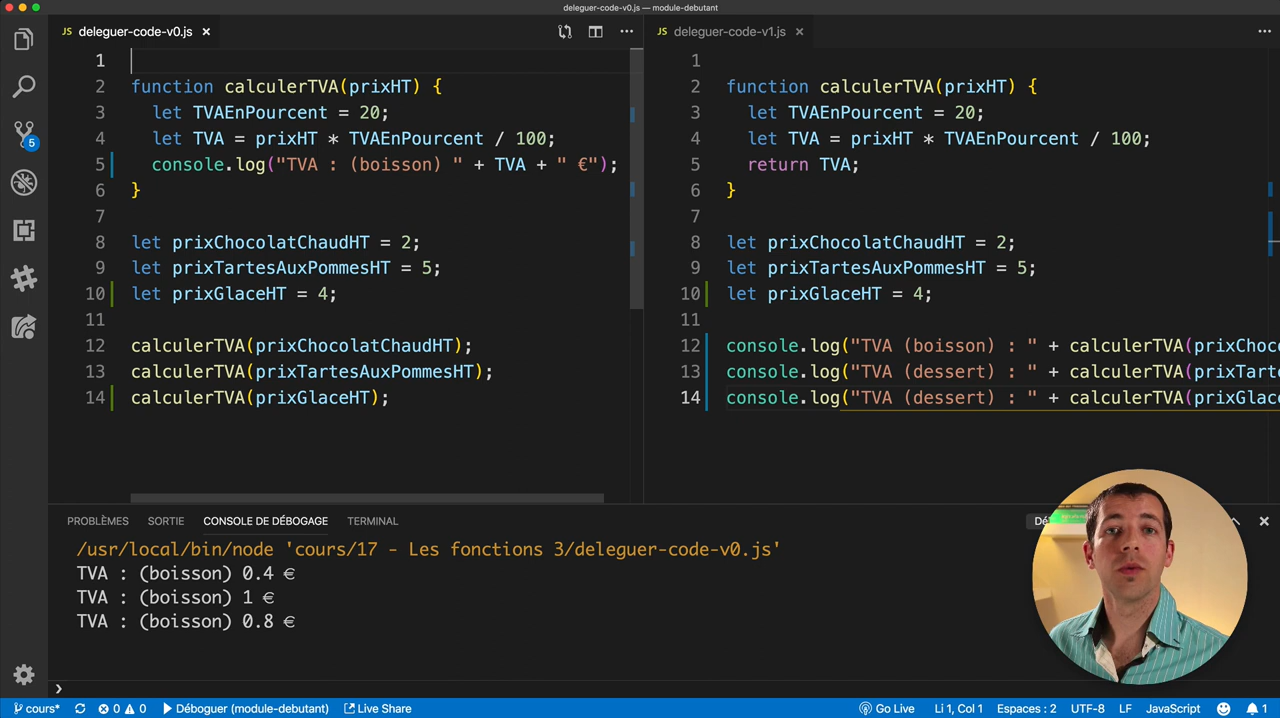 deleguer-code-v0.js — module-debutant
JS deleguer-code-v0.js ×
1
2 function calculerTVA(prixHT) {
3 let TVAEnPourcent = 20;
4 let TVA = prixHT * TVAEnPourcent / 100;
5 console.log("TVA : (boisson) " + TVA + " €");
6 }
7
8 let prixChocolatChaudHT = 2;
9 let prixTartesAuxPommesHT = 5;
10 let prixGlaceHT = 4;
11
12 calculerTVA(prixChocolatChaudHT);
13 calculerTVA(prixTartesAuxPommesHT);
14 calculerTVA(prixGlaceHT);
JS deleguer-code-v1.js ×
1
2 function calculerTVA(prixHT) {
3 let TVAEnPourcent = 20;
4 let TVA = prixHT * TVAEnPourcent / 100;
5 return TVA;
6 }
7
8 let prixChocolatChaudHT = 2;
9 let prixTartesAuxPommesHT = 5;
10 let prixGlaceHT = 4;
11
12 console.log("TVA (boisson) : " + calculerTVA(prixChoco
13 console.log("TVA (dessert) : " + calculerTVA(prixTarte
14 console.log("TVA (dessert) : " + calculerTVA(prixGlace
5
PROBLÈMES SORTIE CONSOLE DE DÉBOGAGE TERMINAL
/usr/local/bin/node 'cours/17 - Les fonctions 3/deleguer-code-v0.js'
TVA : (boisson) 0.4 €
TVA : (boisson) 1 €
TVA : (boisson) 0.8 €
cours* 0 0 Déboguer (module-debutant) Live Share Go Live Li 1, Col 1 Espaces : 2 UTF-8 LF JavaScript 1